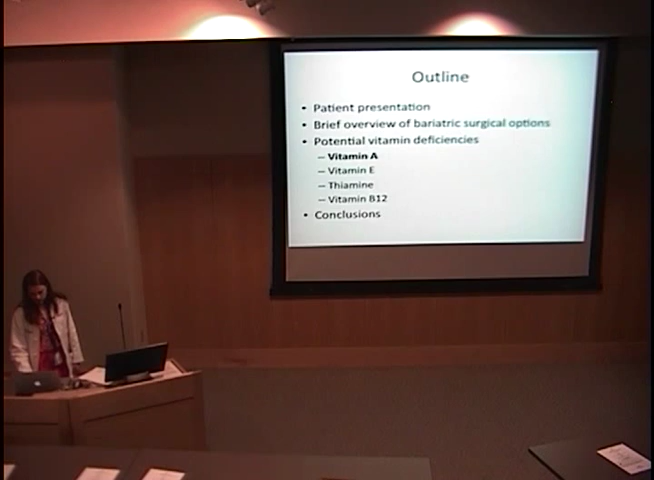 Outline
• Patient presentation
• Brief overview of bariatric surgical options
• Potential vitamin deficiencies
– Vitamin A
– Vitamin E
– Thiamine
– Vitamin B12
• Conclusions